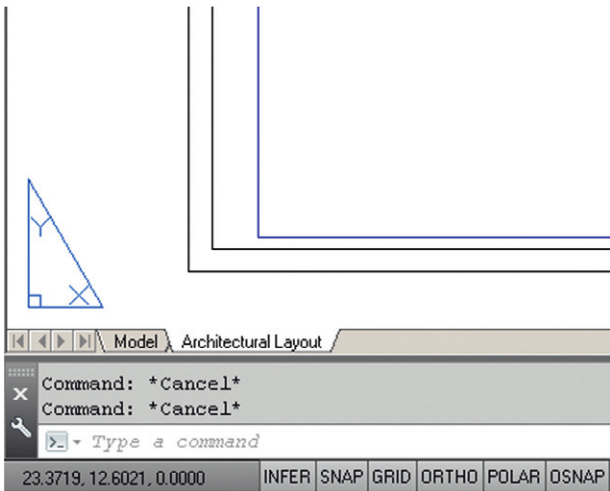 Y
X
Model Architectural Layout
Command: *Cancel*
Command: *Cancel*
Type a command
23.3719, 12.6021, 0.0000 INFER SNAP GRID ORTHO POLAR OSNAP